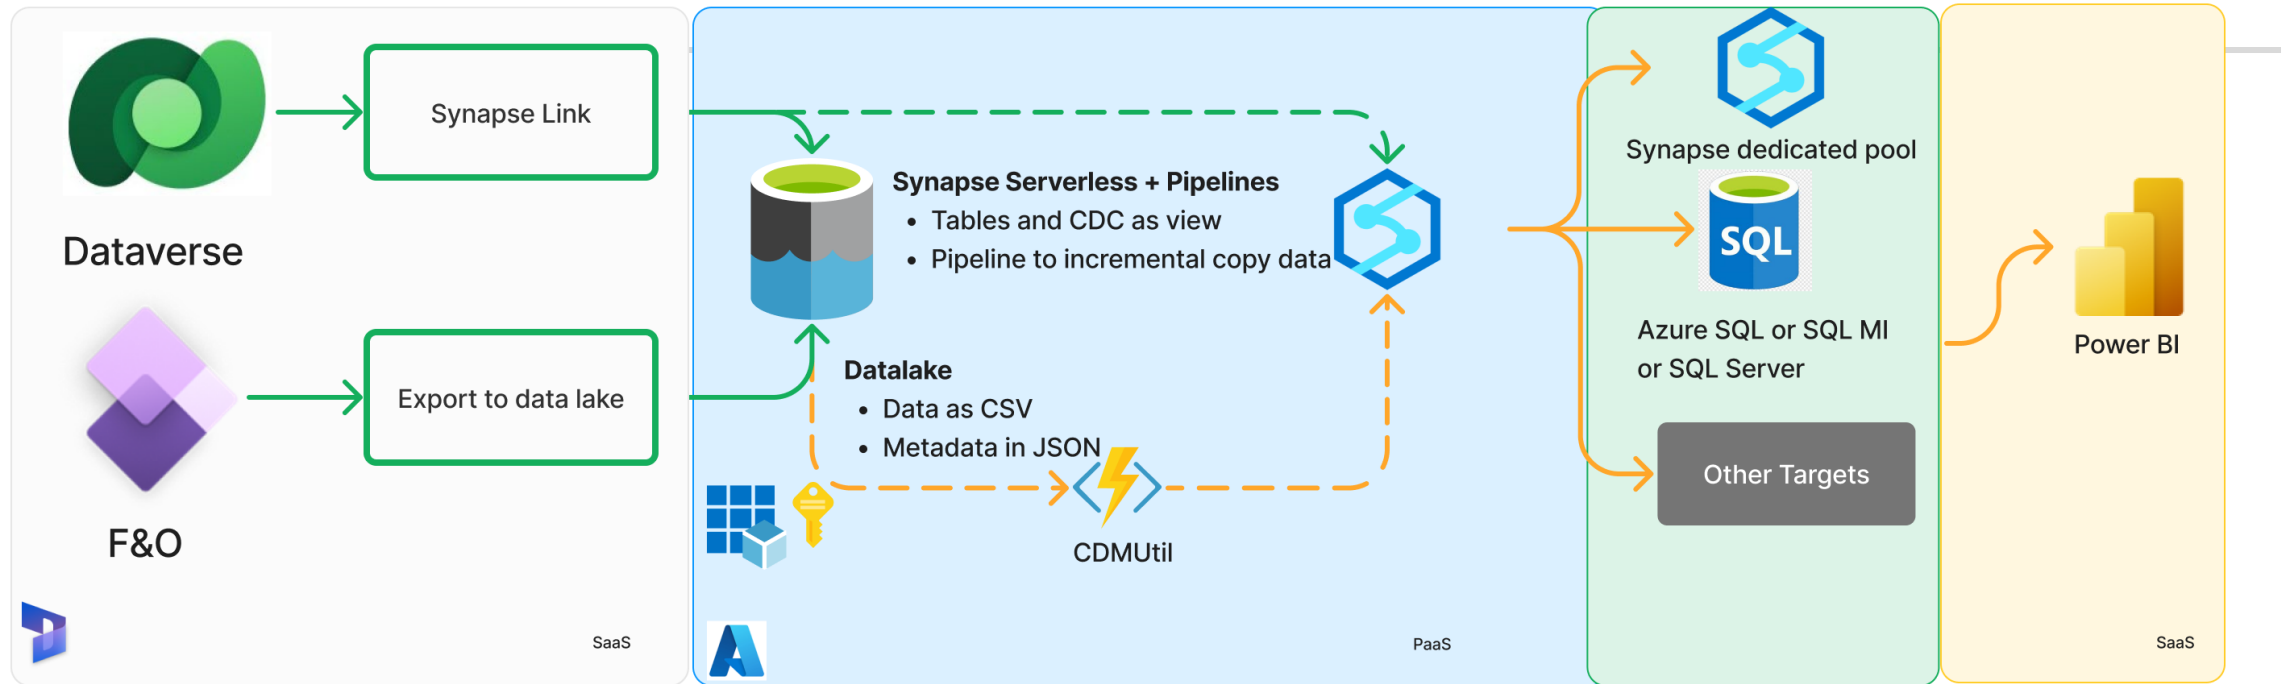 Dataverse
Synapse Link
F&O
Export to data lake
SaaS
Synapse Serverless + Pipelines
• Tables and CDC as view
• Pipeline to incremental copy data
Datalake
• Data as CSV
• Metadata in JSON
CDMUtil
PaaS
Synapse dedicated pool
SQL
Azure SQL or SQL MI
or SQL Server
Other Targets
Power BI
SaaS